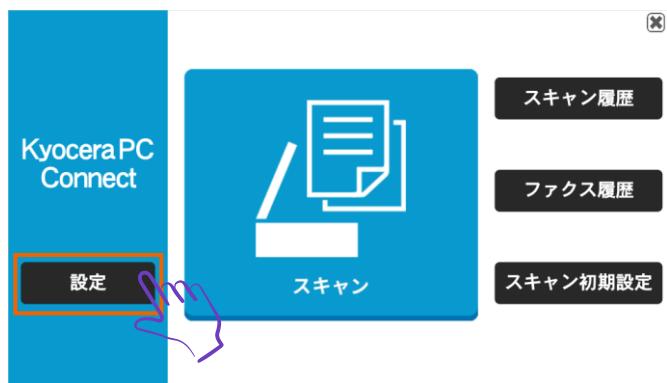 Kyocera PC
Connect
設定
スキャン
スキャン履歴
ファクス履歴
スキャン初期設定